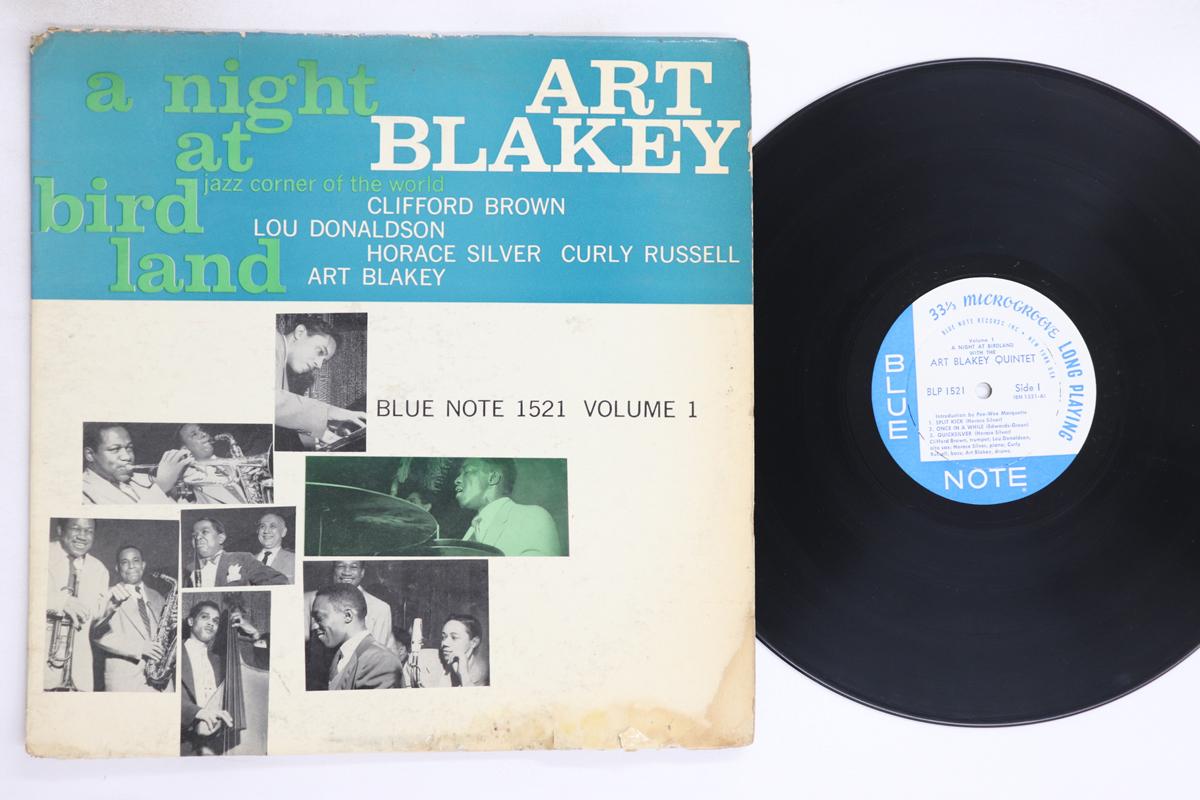 a night
at
bird
land
jazz corner of the world
ART
BLAKEY
CLIFFORD BROWN
LOU DONALDSON
HORACE SILVER CURLY RUSSELL
ART BLAKEY
BLUE NOTE 1521 VOLUME 1
33⅓ MICROGROOVE LONG PLAYING
BLUE NOTE RECORDS INC • NEW YORK USA
Volume 1
A NIGHT AT BIRDLAND
WITH THE
ART BLAKEY QUINTET
BLP 1521
Side 1
Introduction by Pee-Wee Marquette
1. SPLIT KICK (Horace Silver)
2. ONCE IN A WHILE (Edwards-Green)
3. QUICKSILVER (Horace Silver)
Clifford Brown, trumpet; Lou Donaldson,
alto sax; Horace Silver, piano; Curly
Russell, bass; Art Blakey, drums.
BLUE
NOTE